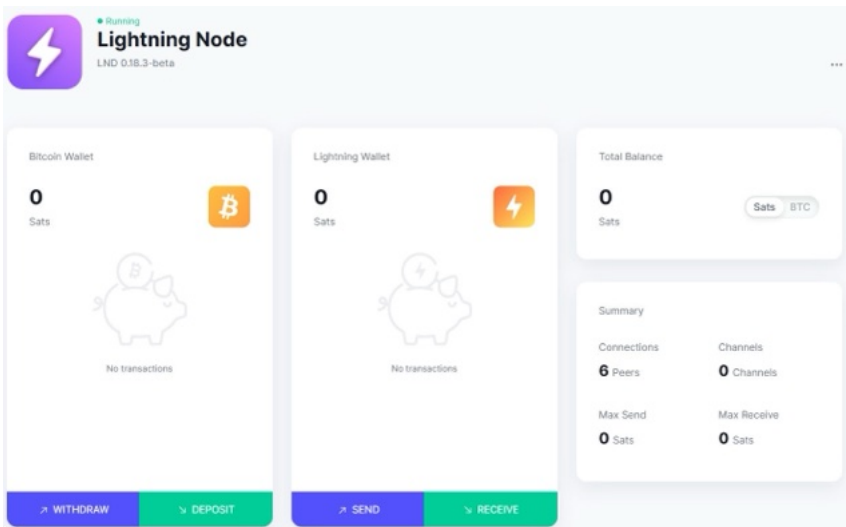 Running
Lightning Node
LND 0.18.3-beta
Bitcoin Wallet
0
Sats
No transactions
WITHDRAW
DEPOSIT
Lightning Wallet
0
Sats
No transactions
SEND
RECEIVE
Total Balance
0
Sats
Sats BTC
Summary
Connections
6 Peers
Channels
0 Channels
Max Send
0 Sats
Max Receive
0 Sats